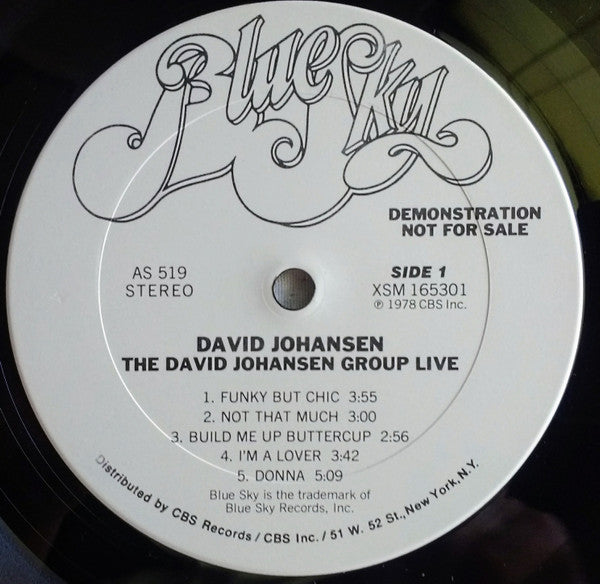 Blue Sky
DEMONSTRATION
NOT FOR SALE
AS 519
STEREO
SIDE 1
XSM 165301
℗ 1978 CBS Inc.
DAVID JOHANSEN
THE DAVID JOHANSEN GROUP LIVE
1. FUNKY BUT CHIC 3:55
2. NOT THAT MUCH 3:00
3. BUILD ME UP BUTTERCUP 2:56
4. I'M A LOVER 3:42
5. DONNA 5:09
Blue Sky is the trademark of
Blue Sky Records, Inc.
Distributed by CBS Records / CBS Inc. / 51 W. 52 St., New York, N.Y.